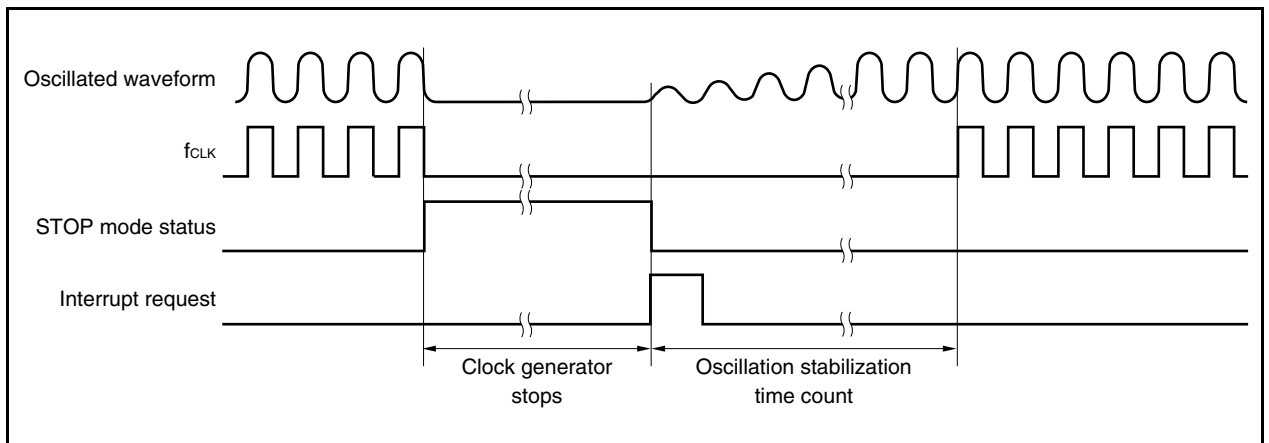 Oscillated waveform
fCLK
STOP mode status
Interrupt request
Clock generator
stops
Oscillation stabilization
time count